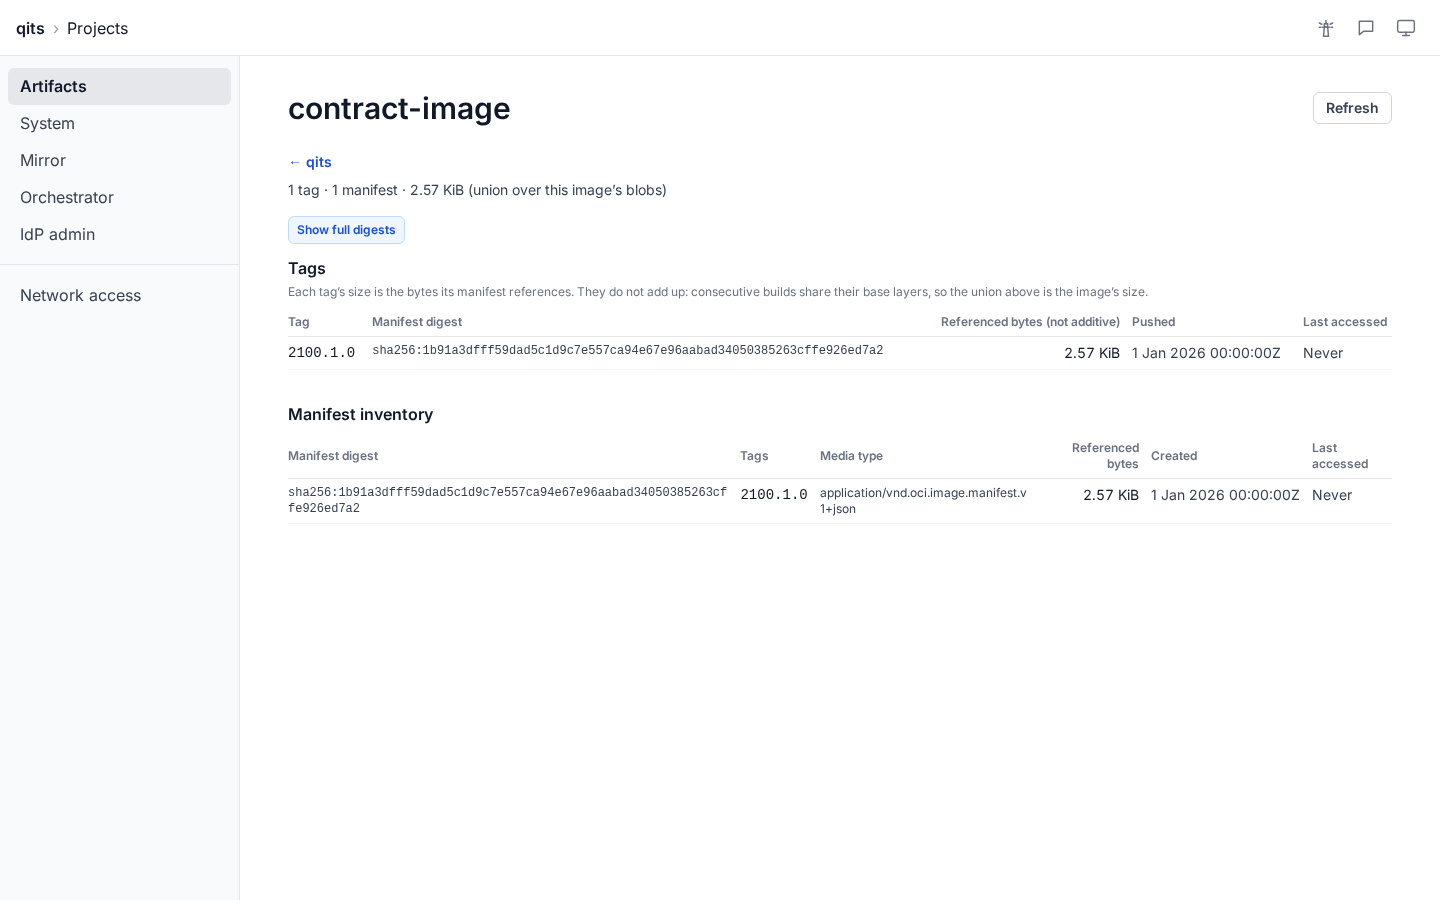 qits › Projects
Artifacts
System
Mirror
Orchestrator
IdP admin
Network access
contract-image
Refresh
← qits
1 tag · 1 manifest · 2.57 KiB (union over this image’s blobs)
Show full digests
Tags
Each tag’s size is the bytes its manifest references. They do not add up: consecutive builds share their base layers, so the union above is the image’s size.
Tag Manifest digest Referenced bytes (not additive) Pushed Last accessed
2100.1.0 sha256:1b91a3dfff59dad5c1d9c7e557ca94e67e96aabad34050385263cffe926ed7a2 2.57 KiB 1 Jan 2026 00:00:00Z Never
Manifest inventory
Manifest digest Tags Media type Referenced bytes Created Last accessed
sha256:1b91a3dfff59dad5c1d9c7e557ca94e67e96aabad34050385263cf 2100.1.0 application/vnd.oci.image.manifest.v 2.57 KiB 1 Jan 2026 00:00:00Z Never
fe926ed7a2 1+json